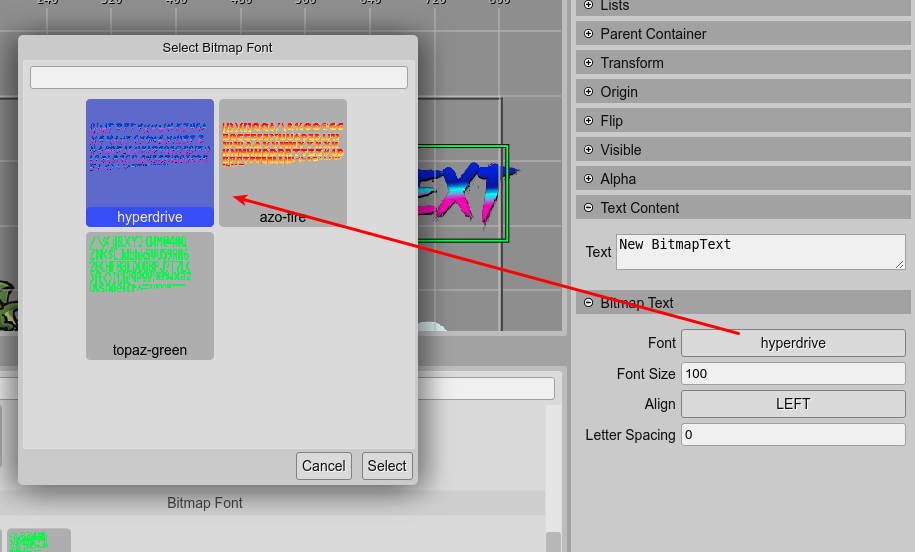 Select Bitmap Font
hyperdrive
azo-fire
topaz-green
Cancel
Select
Bitmap Font
Lists
Parent Container
Transform
Origin
Flip
Visible
Alpha
Text Content
Text
New BitmapText
Bitmap Text
Font
hyperdrive
Font Size
100
Align
LEFT
Letter Spacing
0